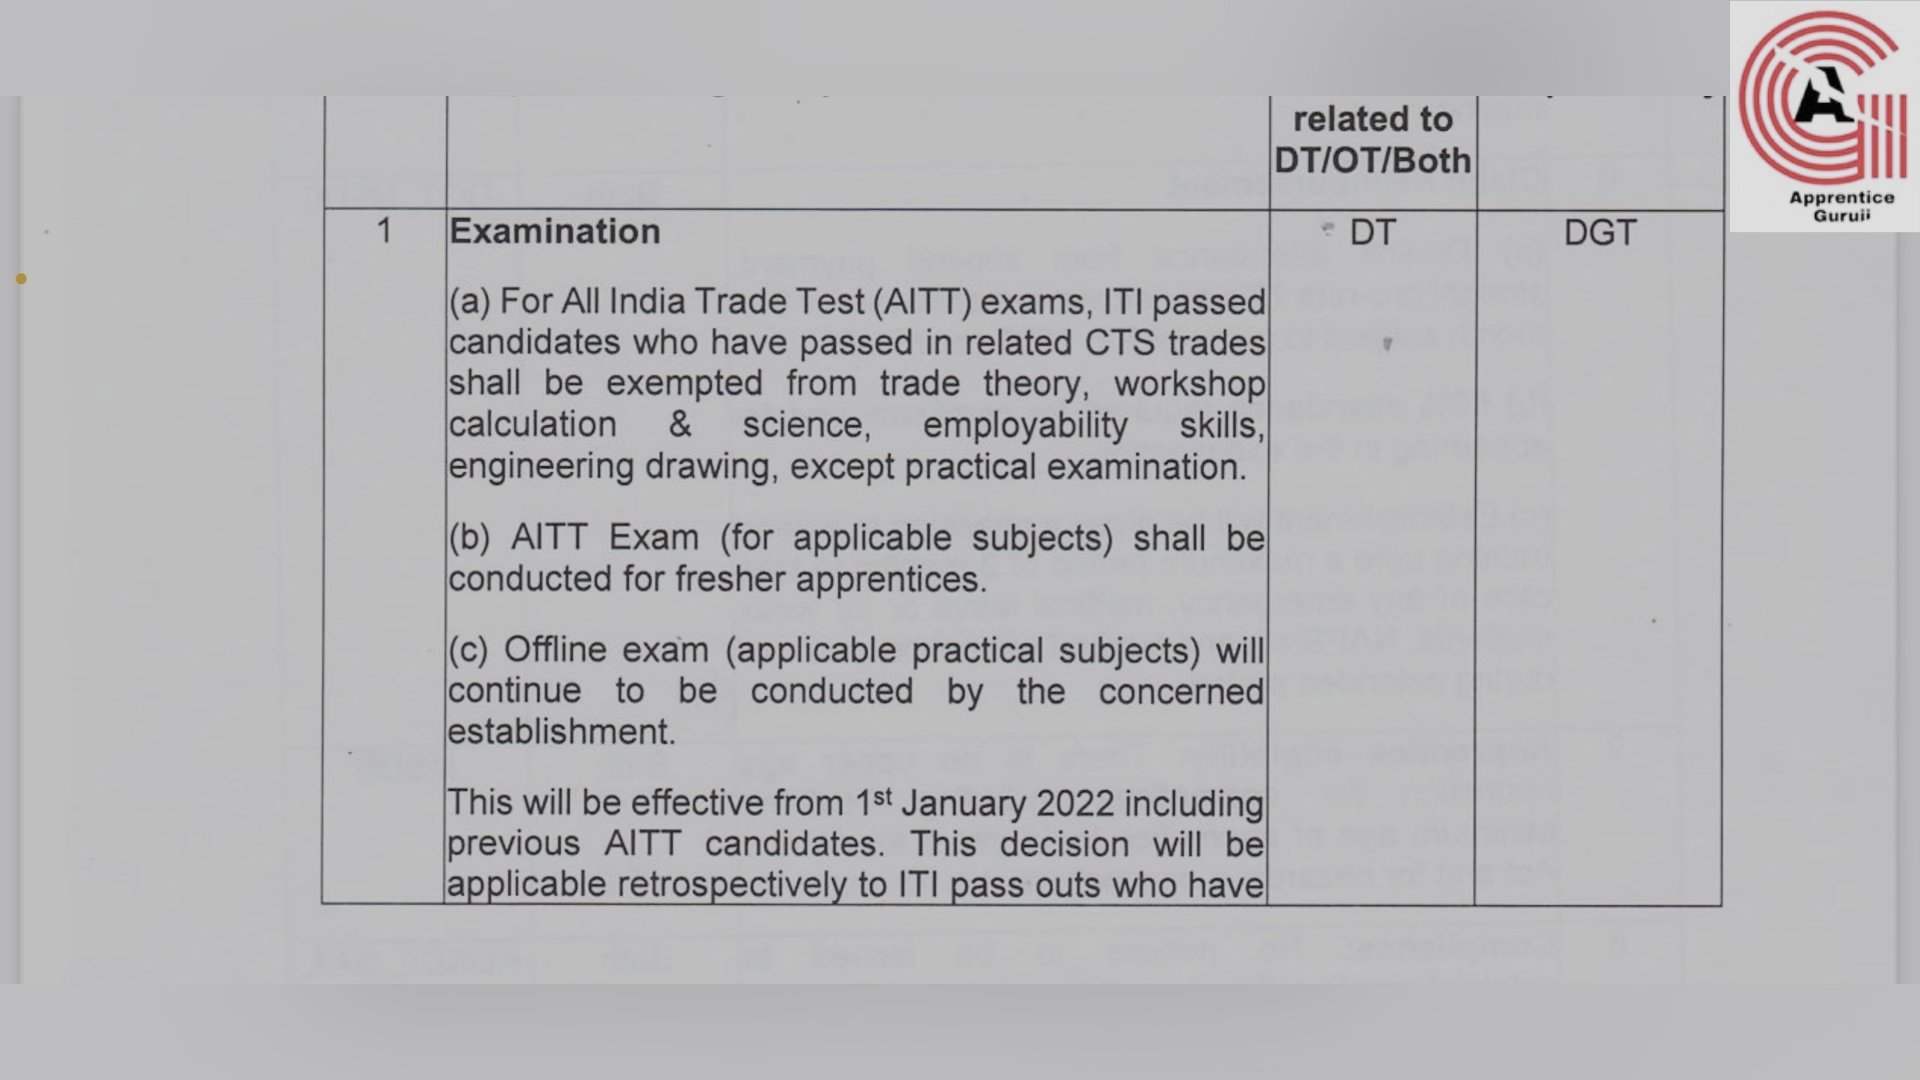 related to
DT/OT/Both
1 Examination DT DGT
(a) For All India Trade Test (AITT) exams, ITI passed
candidates who have passed in related CTS trades
shall be exempted from trade theory, workshop
calculation & science, employability skills,
engineering drawing, except practical examination.
(b) AITT Exam (for applicable subjects) shall be
conducted for fresher apprentices.
(c) Offline exam (applicable practical subjects) will
continue to be conducted by the concerned
establishment.
This will be effective from 1st January 2022 including
previous AITT candidates. This decision will be
applicable retrospectively to ITI pass outs who have
A
Apprentice
Guruji